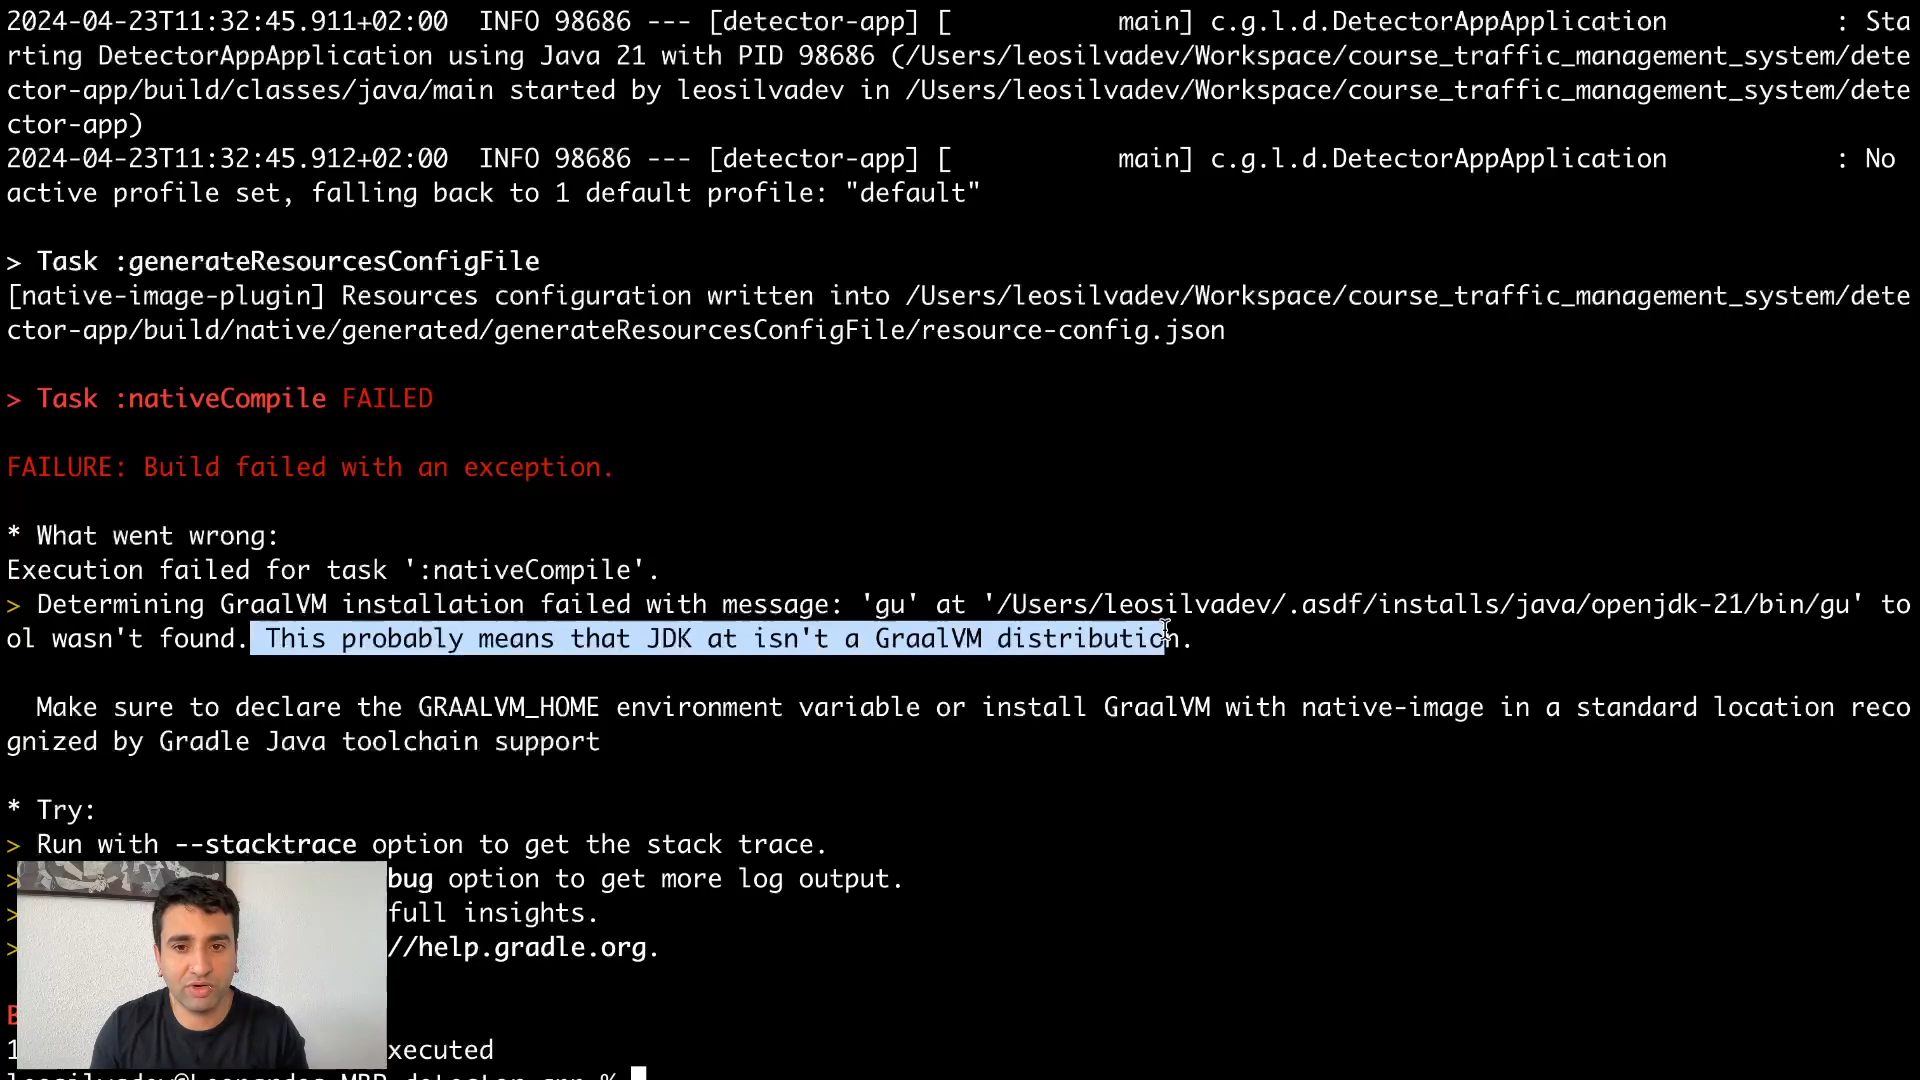 2024-04-23T11:32:45.911+02:00  INFO 98686 --- [detector-app] [           main] c.g.l.d.DetectorAppApplication           : Sta
rting DetectorAppApplication using Java 21 with PID 98686 (/Users/leosilvadev/Workspace/course_traffic_management_system/dete
ctor-app/build/classes/java/main started by leosilvadev in /Users/leosilvadev/Workspace/course_traffic_management_system/dete
ctor-app)
2024-04-23T11:32:45.912+02:00  INFO 98686 --- [detector-app] [           main] c.g.l.d.DetectorAppApplication           : No
active profile set, falling back to 1 default profile: "default"
> Task :generateResourcesConfigFile
[native-image-plugin] Resources configuration written into /Users/leosilvadev/Workspace/course_traffic_management_system/dete
ctor-app/build/native/generated/generateResourcesConfigFile/resource-config.json
> Task :nativeCompile FAILED
FAILURE: Build failed with an exception.
* What went wrong:
Execution failed for task ':nativeCompile'.
> Determining GraalVM installation failed with message: 'gu' at '/Users/leosilvadev/.asdf/installs/java/openjdk-21/bin/gu' to
ol wasn't found. This probably means that JDK at isn't a GraalVM distribution.
Make sure to declare the GRAALVM_HOME environment variable or install GraalVM with native-image in a standard location reco
gnized by Gradle Java toolchain support
* Try:
> Run with --stacktrace option to get the stack trace.
> bug option to get more log output.
> full insights.
> //help.gradle.org.
B
1 xecuted
leosilvadev@Leonardos-MBP detector-app %